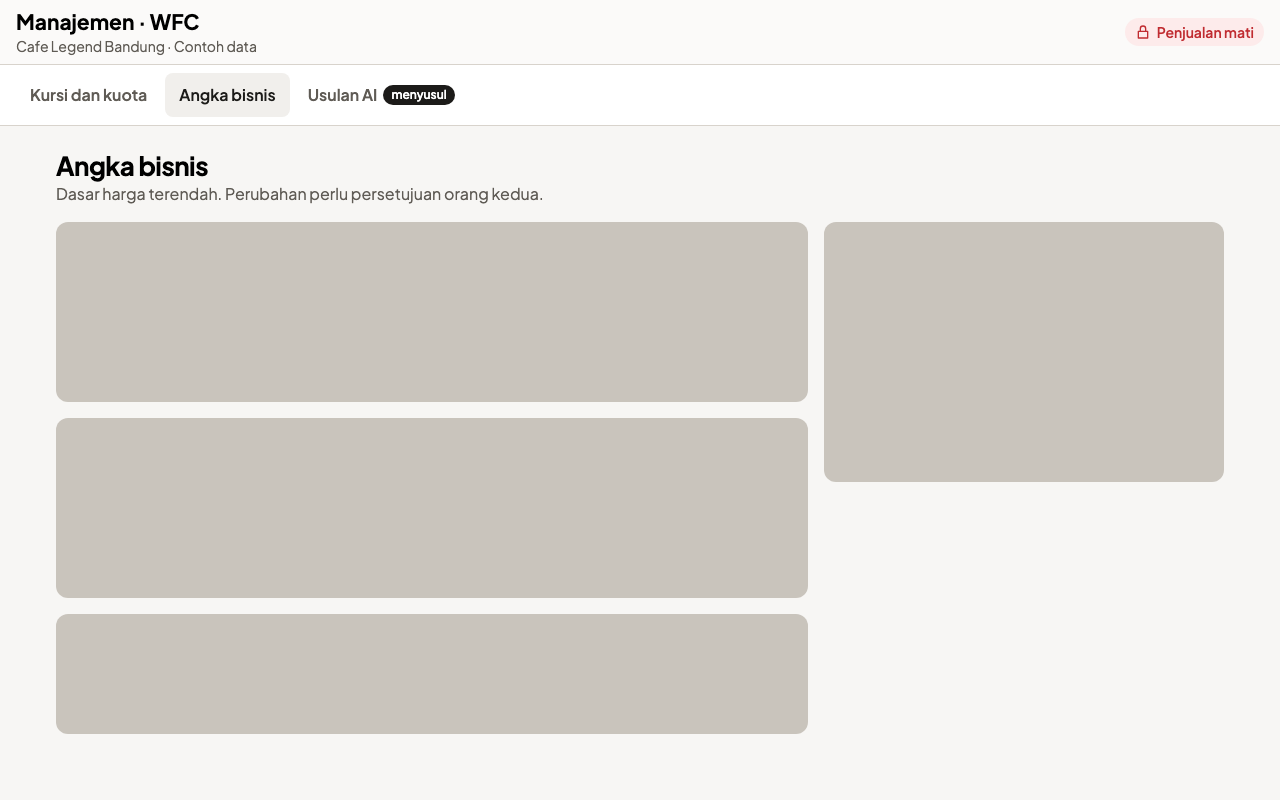 Manajemen · WFC
Cafe Legend Bandung · Contoh data
Penjualan mati
Kursi dan kuota
Angka bisnis
Usulan AI menyusul
Angka bisnis
Dasar harga terendah. Perubahan perlu persetujuan orang kedua.